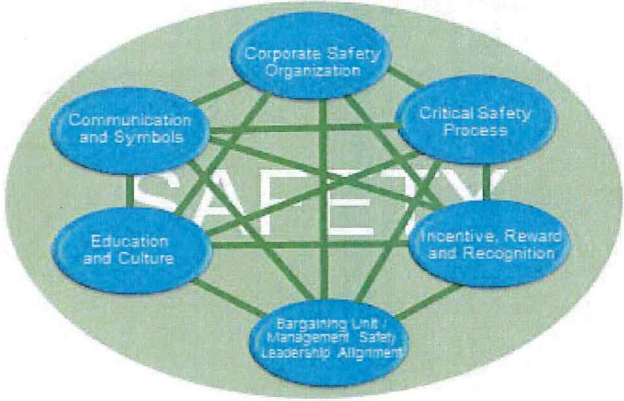 Corporate Safety
Organization
Communication
and Symbols
Critical Safety
Process
SAFETY
Education
and Culture
Incentive, Reward
and Recognition
Bargaining Unit /
Management Safety
Leadership Alignment